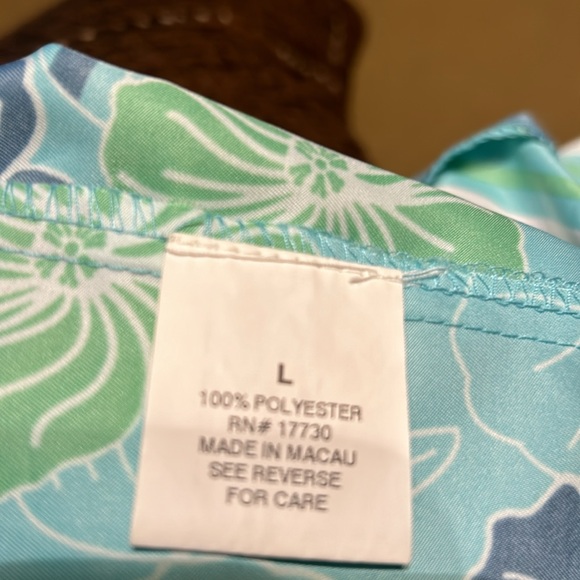 L
100% POLYESTER
RN# 17730
MADE IN MACAU
SEE REVERSE
FOR CARE